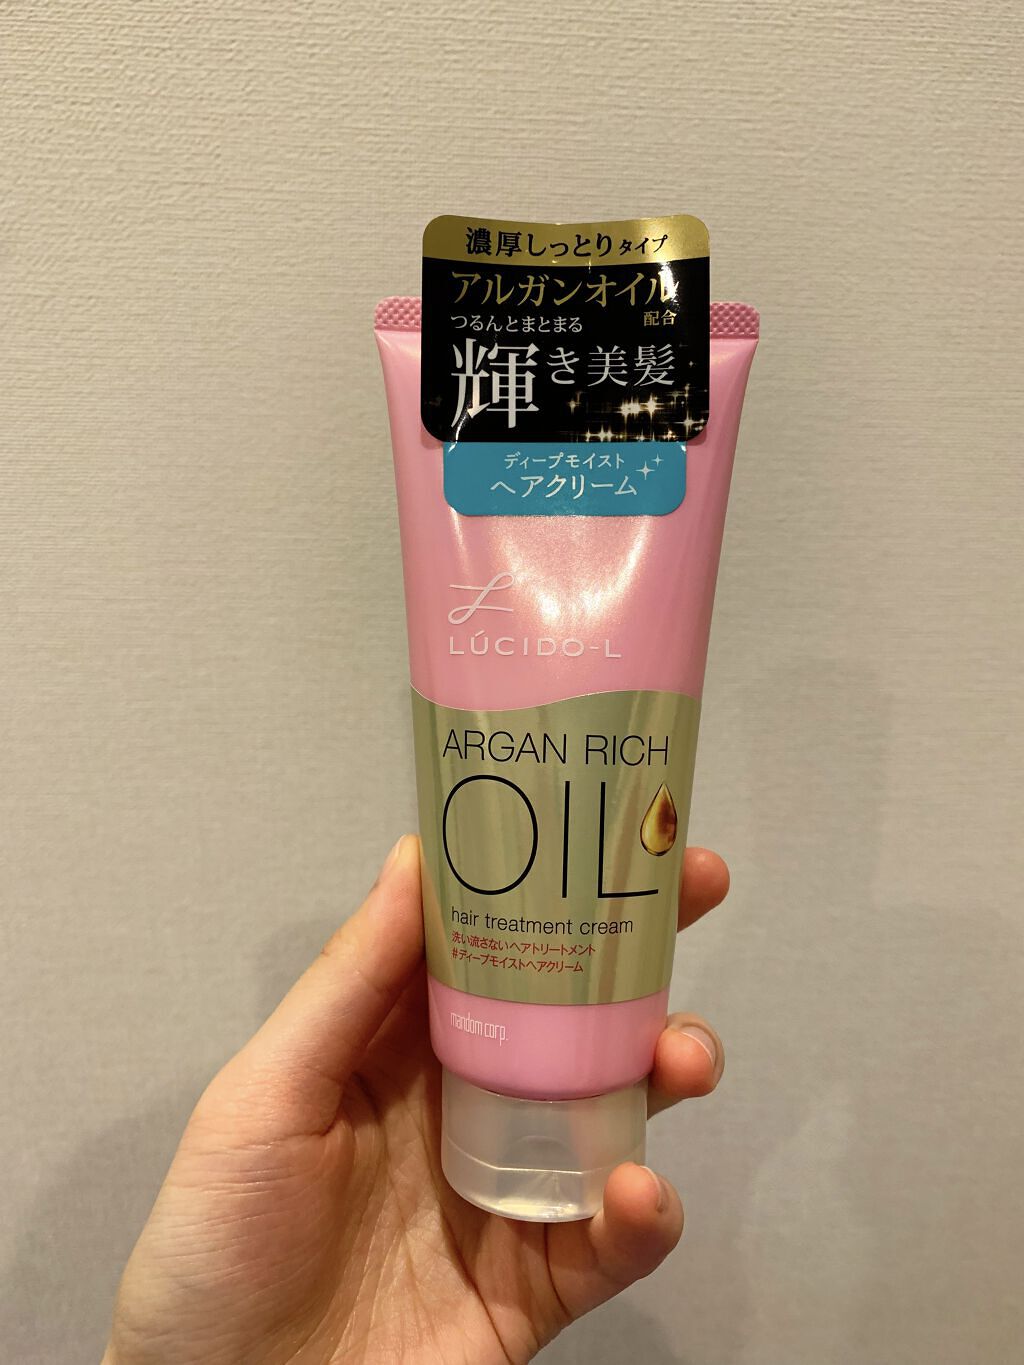 濃厚しっとりタイプ
アルガンオイル
配合
つるんとまとまる
輝き美髪
ディープモイスト
ヘアクリーム
L
LÚCIDO-L
ARGAN RICH
OIL
hair treatment cream
洗い流さないヘアトリートメント
#ディープモイストヘアクリーム
mandom corp.